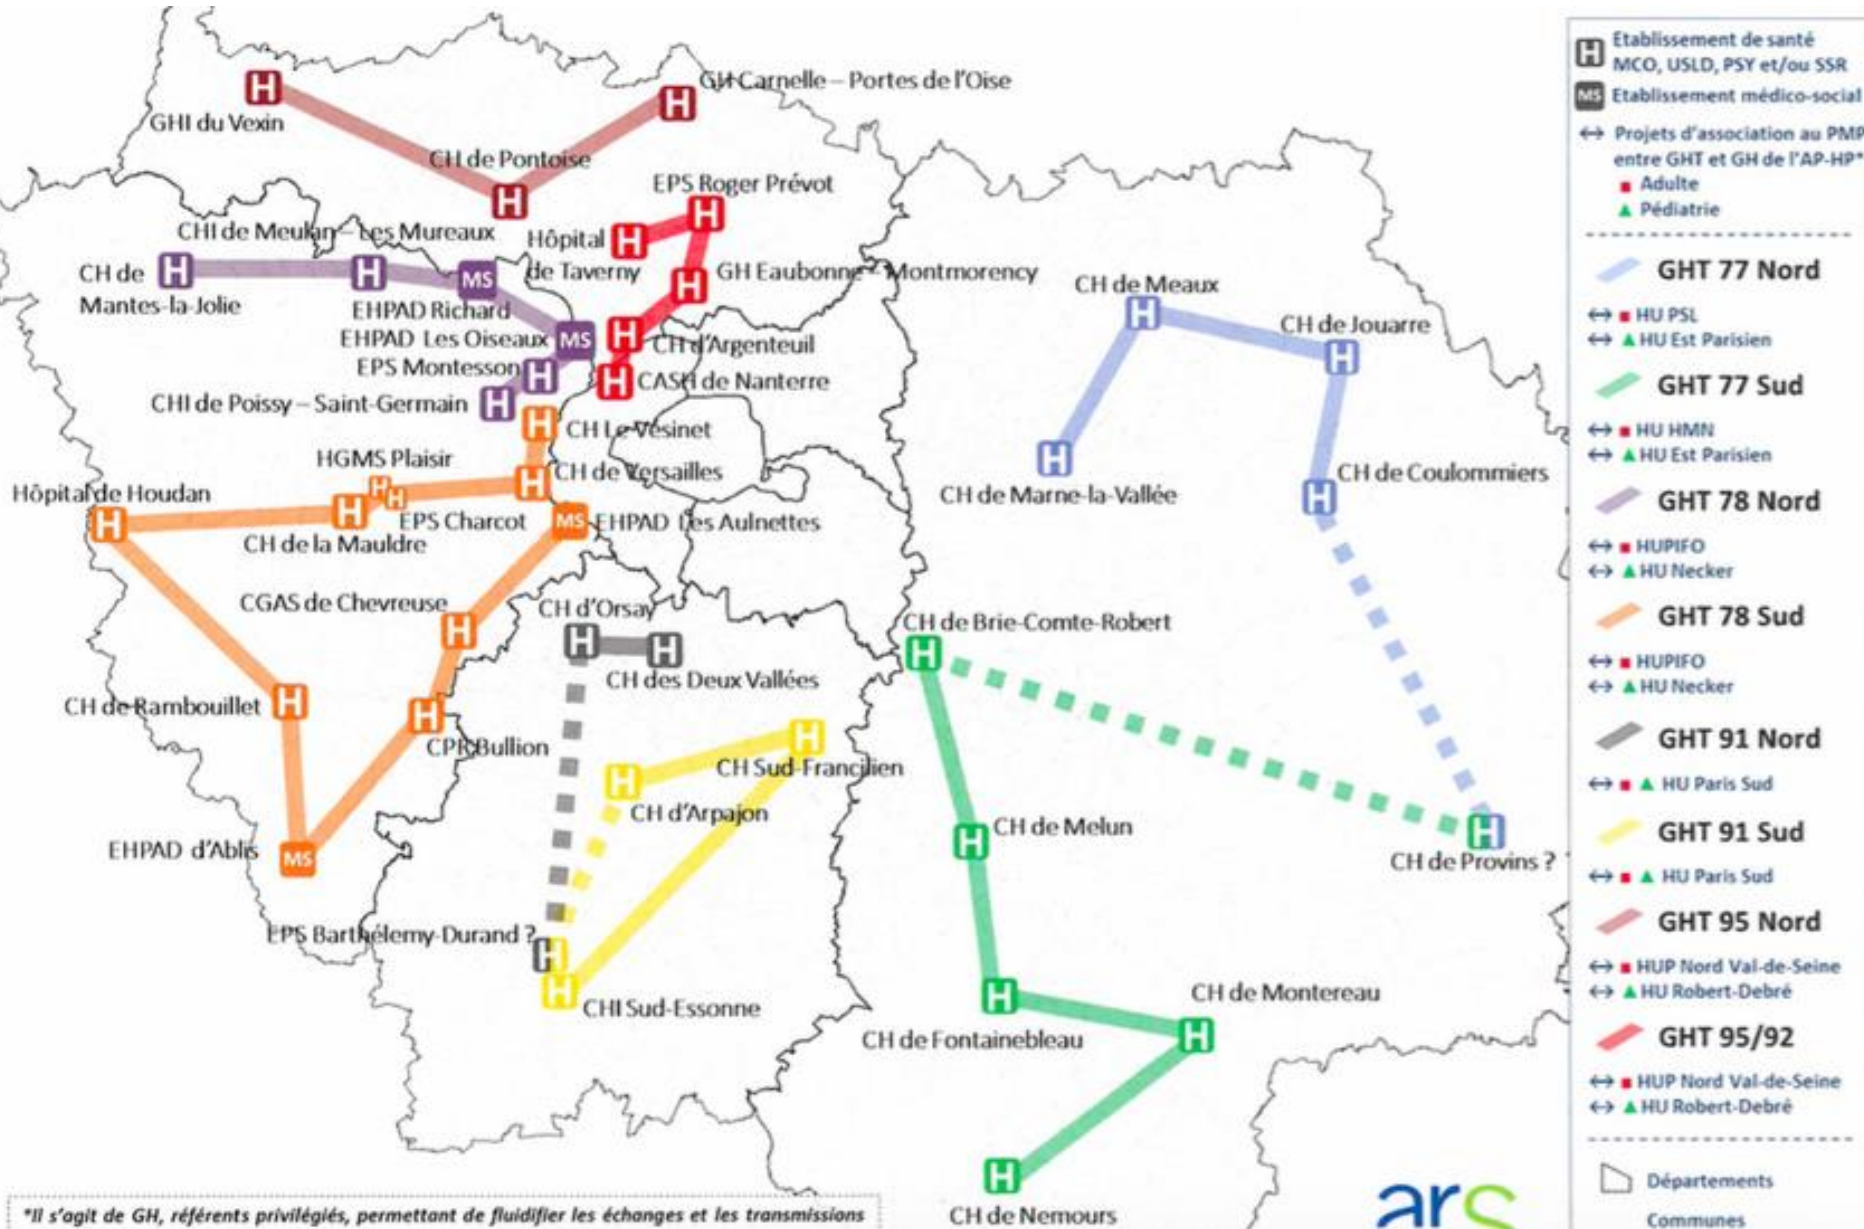 GH Carnelle – Portes de l'Oise
GHI du Vexin
CH de Pontoise
EPS Roger Prévot
CHI de Meulan – Les Mureaux
Hôpital
de Taverny
CH de
Mantes-la-Jolie
MS
GH Eaubonne – Montmorency
EHPAD Richard
EHPAD Les Oiseaux
MS
CH d'Argenteuil
EPS Montesson
CASH de Nanterre
CHI de Poissy – Saint-Germain
CH Le Vésinet
HGMS Plaisir
CH de Versailles
Hôpital de Houdan
EPS Charcot
MS
EHPAD Les Aulnettes
CH de la Mauldre
CGAS de Chevreuse
CH d'Orsay
CH des Deux Vallées
CH de Rambouillet
CPR Bullion
CH Sud-Francilien
CH d'Arpajon
EHPAD d'Ablis
MS
EPS Barthélemy-Durand ?
CHI Sud-Essonne
CH de Meaux
CH de Jouarre
CH de Marne-la-Vallée
CH de Coulommiers
CH de Brie-Comte-Robert
CH de Melun
CH de Provins ?
CH de Montereau
CH de Fontainebleau
CH de Nemours
*Il s'agit de GH, référents privilégiés, permettant de fluidifier les échanges et les transmissions
ars
H
Etablissement de santé
MCO, USLD, PSY et/ou SSR
MS
Etablissement médico-social
Projets d'association au PMP
entre GHT et GH de l'AP-HP*
Adulte
Pédiatrie
GHT 77 Nord
HU PSL
HU Est Parisien
GHT 77 Sud
HU HMN
HU Est Parisien
GHT 78 Nord
HUPIFO
HU Necker
GHT 78 Sud
HUPIFO
HU Necker
GHT 91 Nord
HU Paris Sud
GHT 91 Sud
HU Paris Sud
GHT 95 Nord
HUP Nord Val-de-Seine
HU Robert-Debré
GHT 95/92
HUP Nord Val-de-Seine
HU Robert-Debré
Départements
Communes